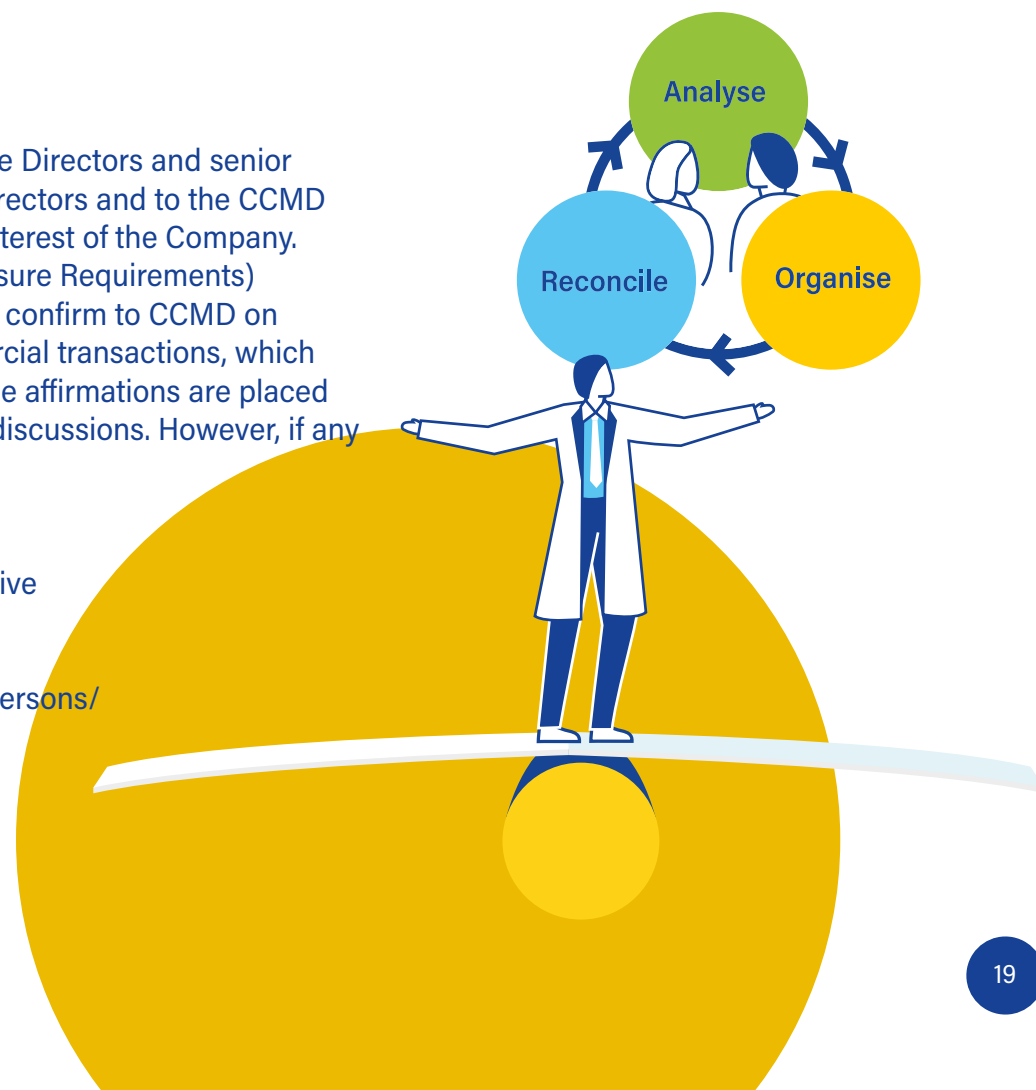 Analyse
Reconcile
Organise
e Directors and senior
rectors and to the CCMD
terest of the Company.
sure Requirements)
confirm to CCMD on
rcial transactions, which
e affirmations are placed
discussions. However, if any
ive
ersons/
19